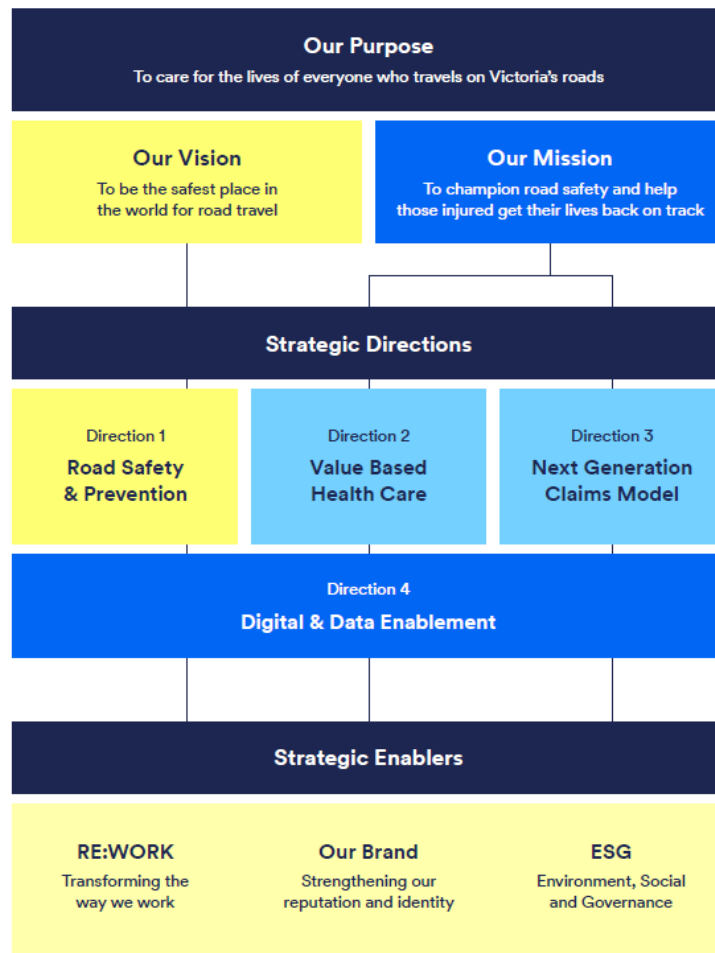 Our Purpose
To care for the lives of everyone who travels on Victoria's roads
Our Vision
To be the safest place in
the world for road travel
Our Mission
To champion road safety and help
those injured get their lives back on track
Strategic Directions
Direction 1
Road Safety
& Prevention
Direction 2
Value Based
Health Care
Direction 3
Next Generation
Claims Model
Direction 4
Digital & Data Enablement
Strategic Enablers
RE:WORK
Transforming the
way we work
Our Brand
Strengthening our
reputation and identity
ESG
Environment, Social
and Governance